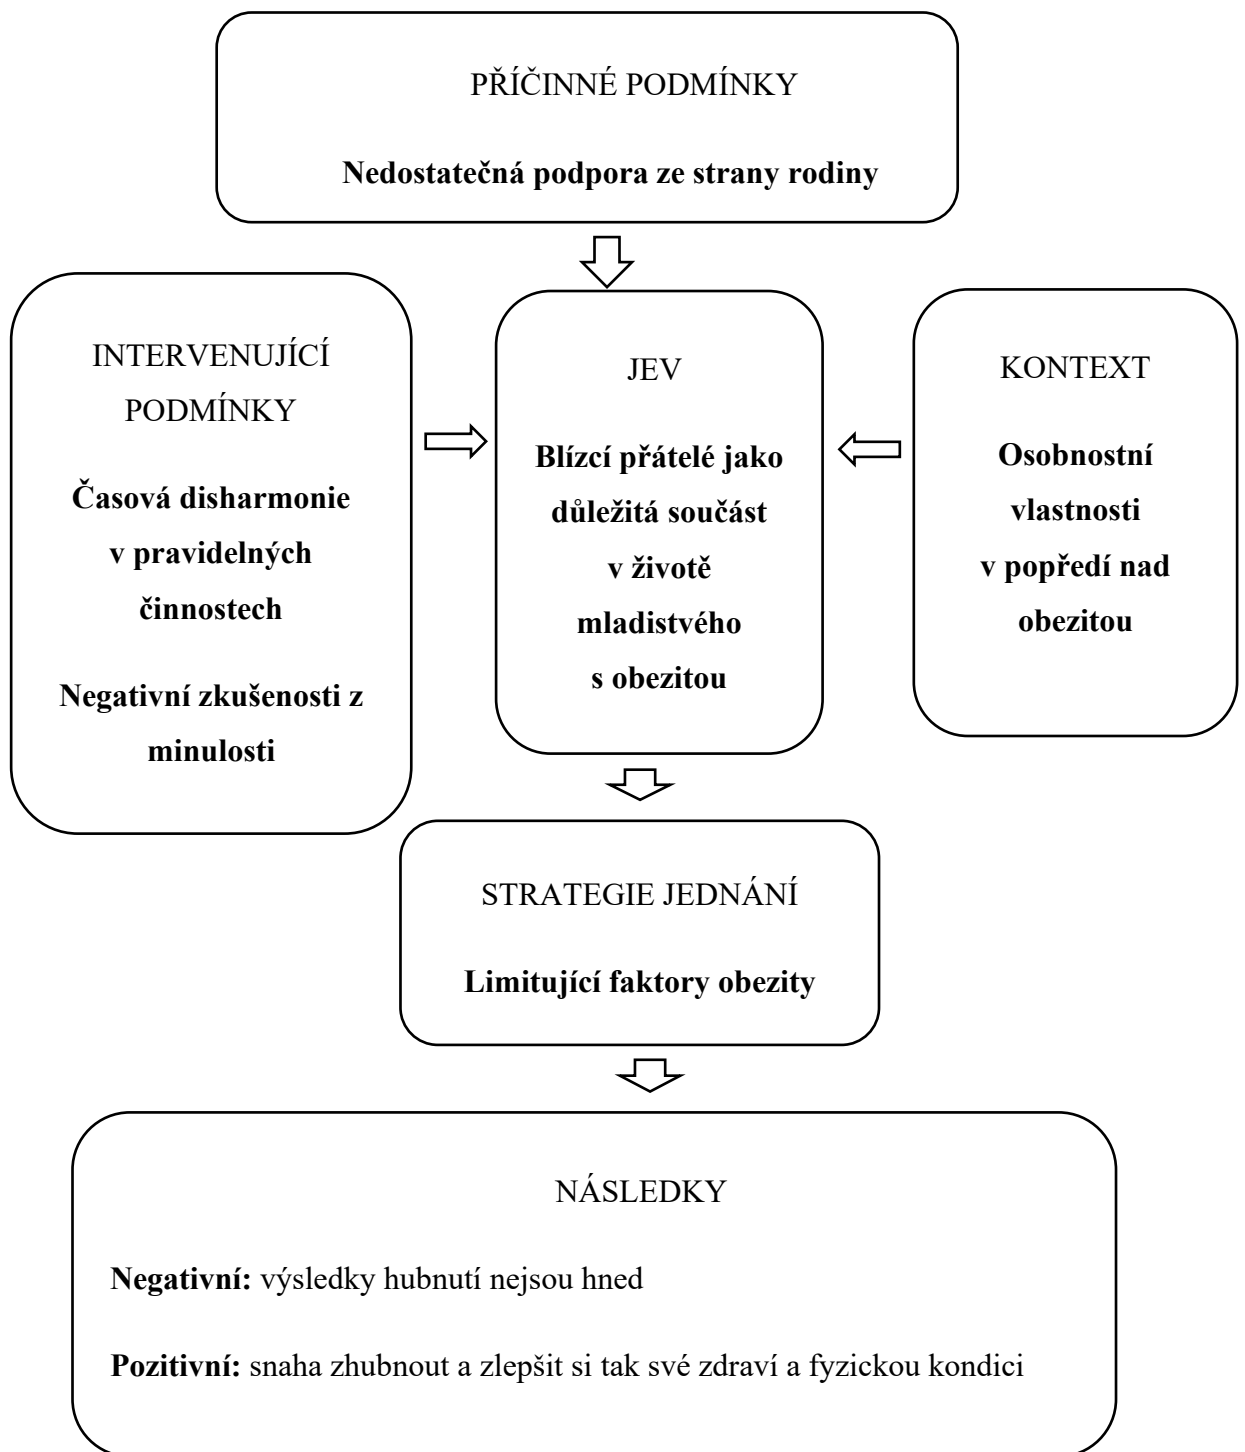 PŘÍČINNÉ PODMÍNKY
Nedostatečná podpora ze strany rodiny
INTERVENUJÍCÍ
PODMÍNKY
Časová disharmonie
v pravidelných
činnostech
Negativní zkušenosti z
minulosti
JEV
Blízcí přátelé jako
důležitá součást
v životě
mladistvého
s obezitou
KONTEXT
Osobnostní
vlastnosti
v popředí nad
obezitou
STRATEGIE JEDNÁNÍ
Limitující faktory obezity
NÁSLEDKY
Negativní: výsledky hubnutí nejsou hned
Pozitivní: snaha zhubnout a zlepšit si tak své zdraví a fyzickou kondici